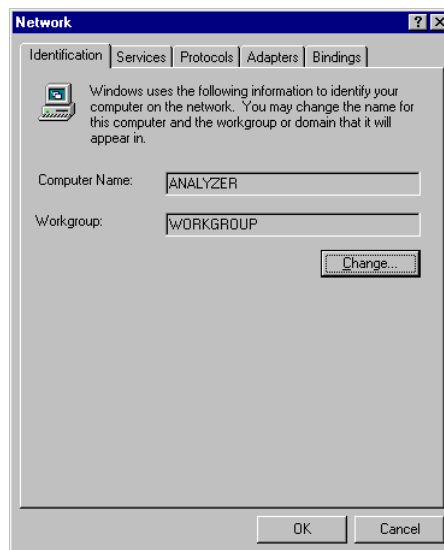 Network
Identification Services Protocols Adapters Bindings
Windows uses the following information to identify your
computer on the network. You may change the name for
this computer and the workgroup or domain that it will
appear in.
Computer Name: ANALYZER
Workgroup: WORKGROUP
Change...
OK Cancel